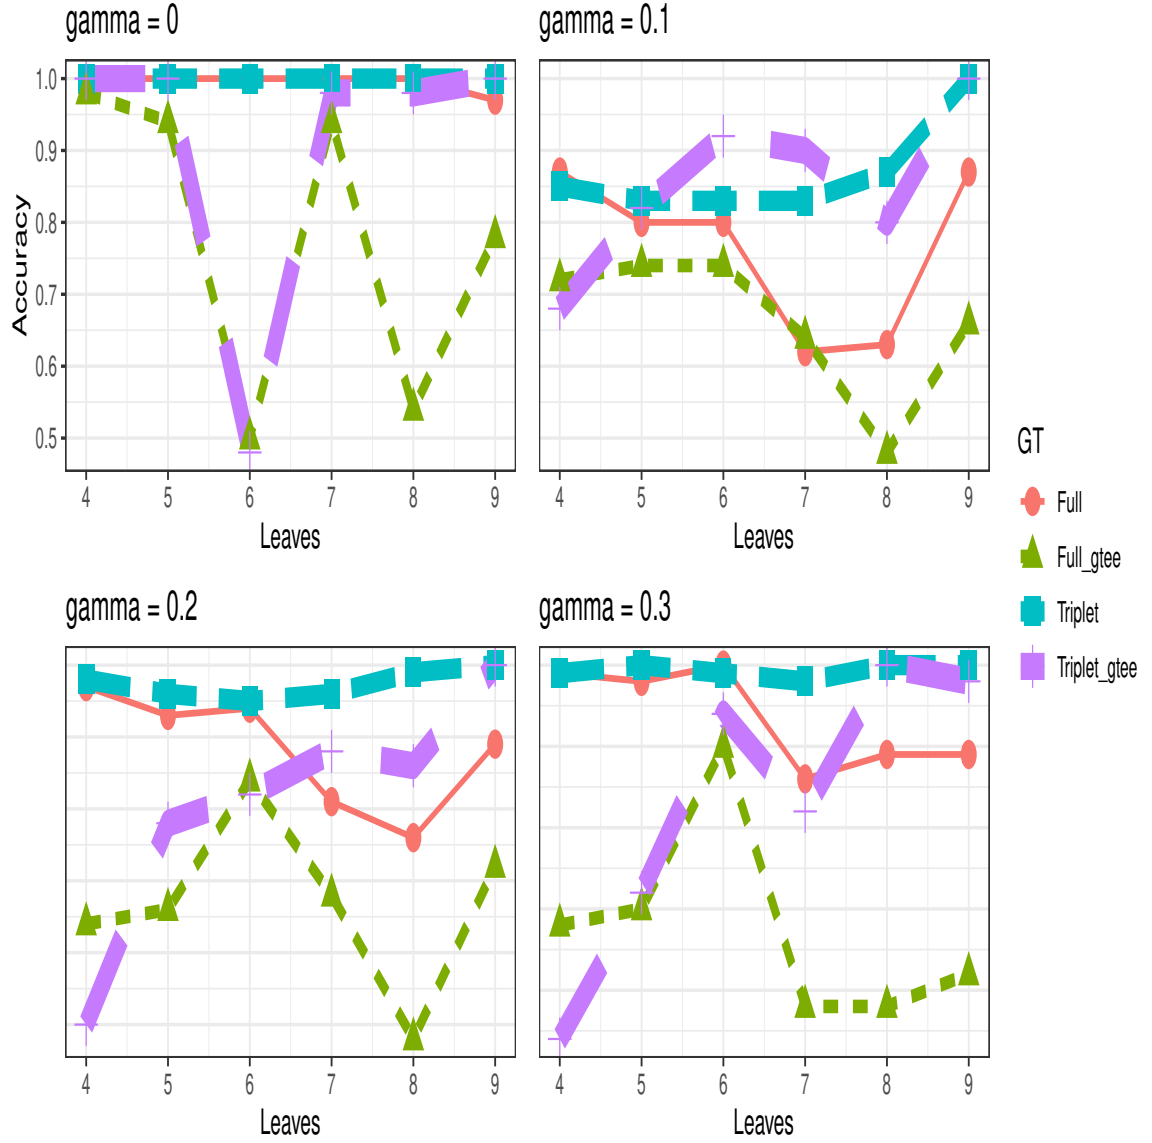 gamma = 0
gamma = 0.1
Accuracy
1.0
0.9
0.8
0.7
0.6
0.5
4 5 6 7 8 9
4 5 6 7 8 9
Leaves
Leaves
GT
Full
Full_gtee
Triplet
Triplet_gtee
gamma = 0.2
gamma = 0.3
4 5 6 7 8 9
4 5 6 7 8 9
Leaves
Leaves